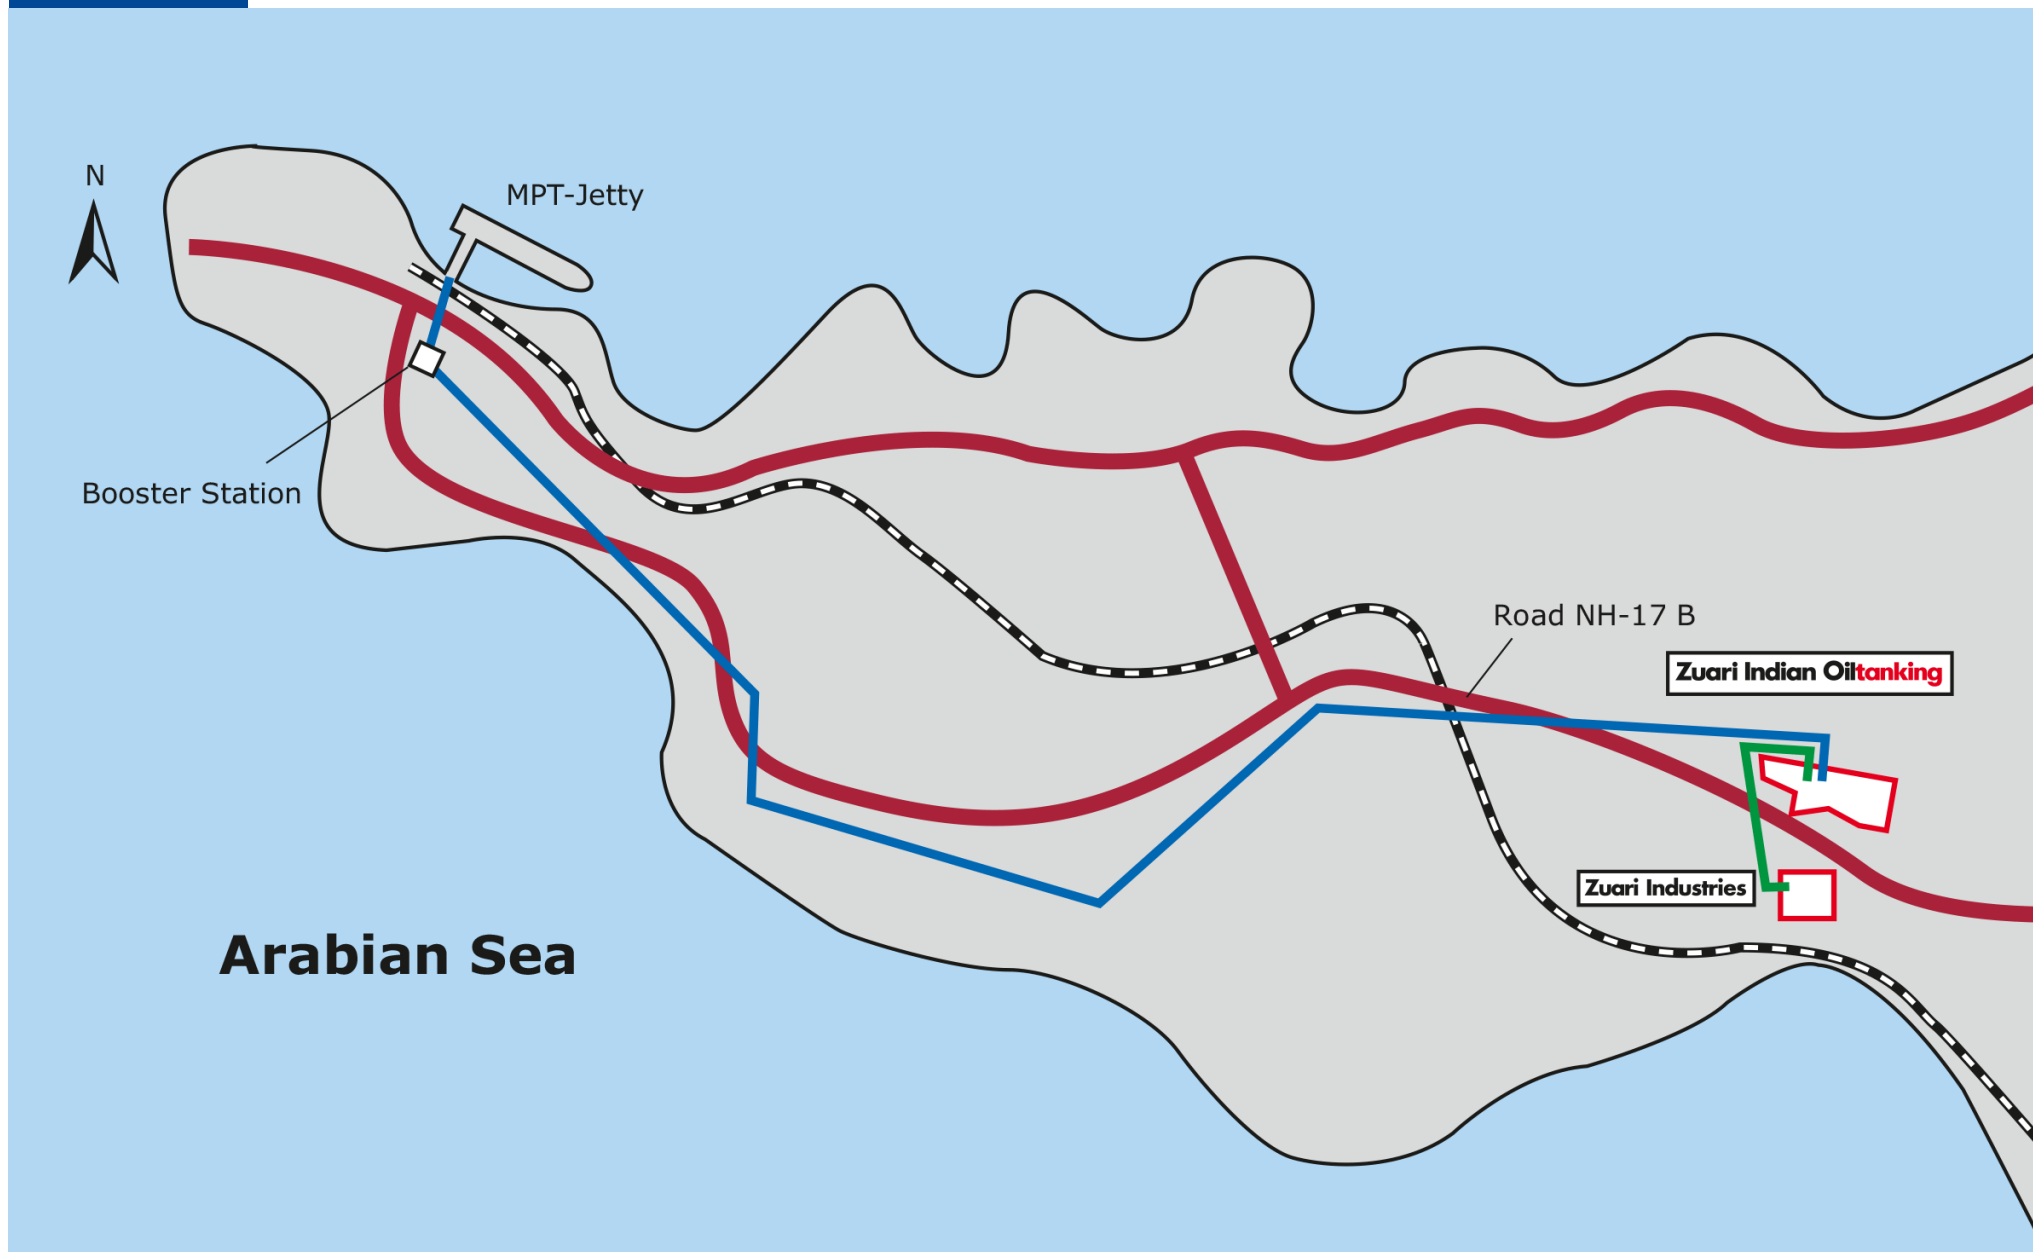 N
MPT-Jetty
Booster Station
Road NH-17 B
Zuari Indian Oiltanking
Zuari Industries
Arabian Sea